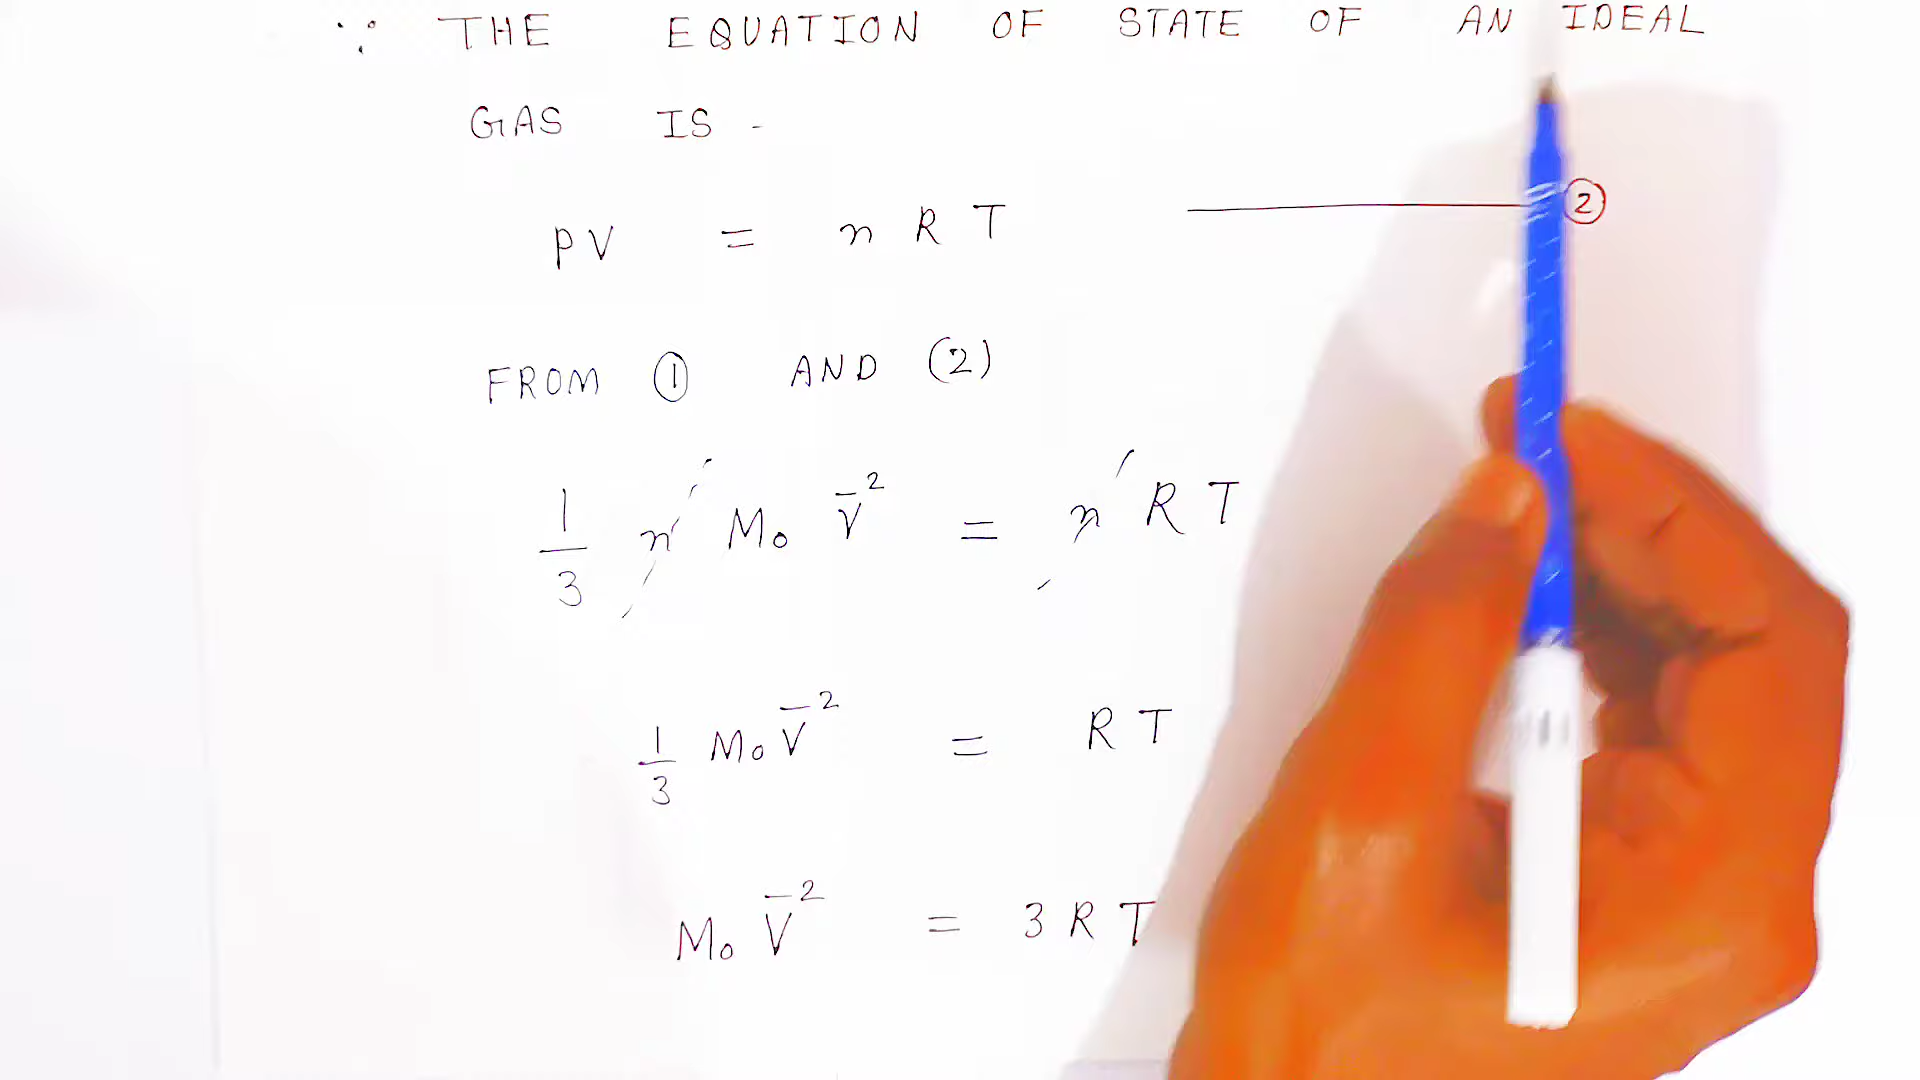 ∵ THE EQUATION OF STATE OF AN IDEAL
GAS IS -
PV = n R T ——— ②
FROM ① AND (2)
1/3 n M₀ V̄² = n R T
1/3 M₀ V̄² = R T
M₀ V̄² = 3 R T